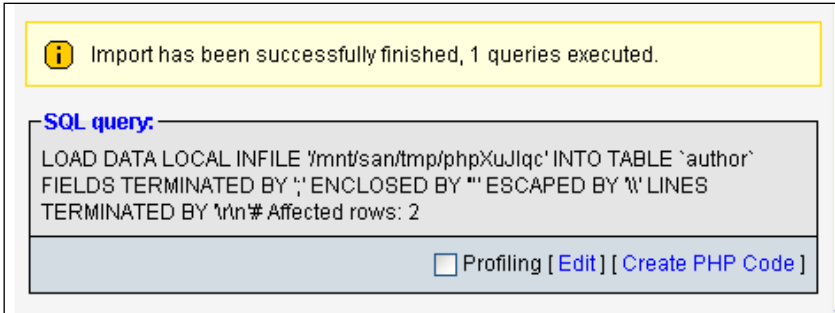 Import has been successfully finished, 1 queries executed.
SQL query:
LOAD DATA LOCAL INFILE '/mnt/san/tmp/phpXuJIqc' INTO TABLE `author`
FIELDS TERMINATED BY ';' ENCLOSED BY '"' ESCAPED BY '\\' LINES
TERMINATED BY '\r\n'# Affected rows: 2
Profiling [ Edit ] [ Create PHP Code ]